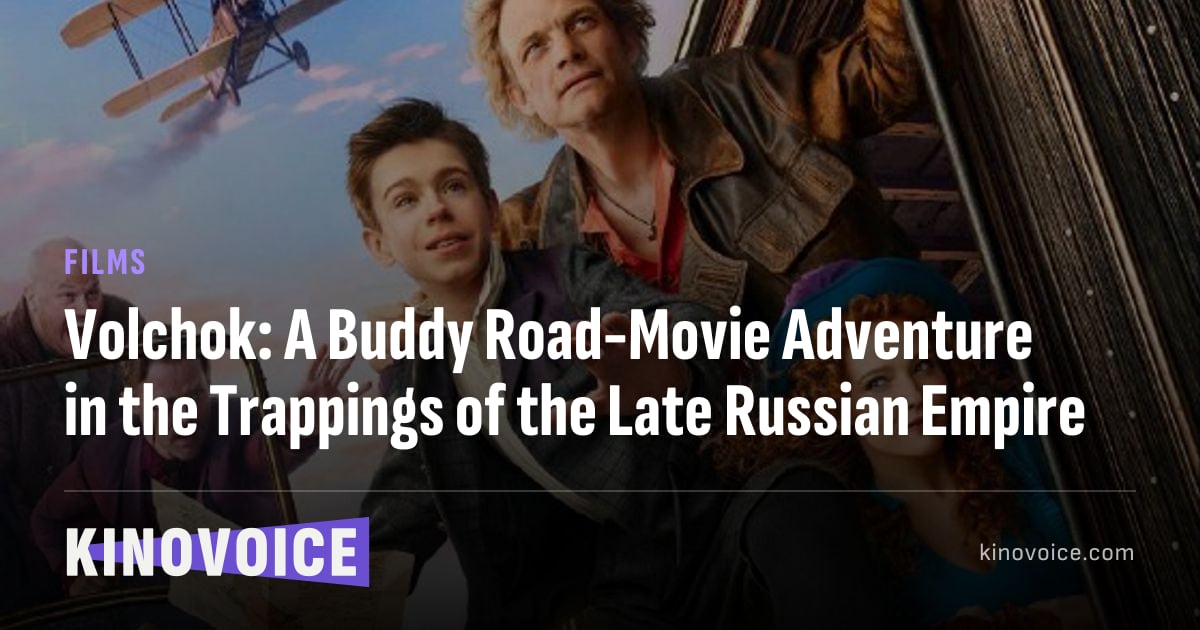 FILMS
Volchok: A Buddy Road-Movie Adventure
in the Trappings of the Late Russian Empire
KINOVOICE
kinovoice.com